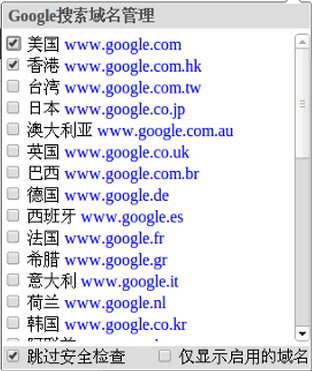 Google搜索域名管理
美国 www.google.com
香港 www.google.com.hk
台湾 www.google.com.tw
日本 www.google.co.jp
澳大利亚 www.google.com.au
英国 www.google.co.uk
巴西 www.google.com.br
德国 www.google.de
西班牙 www.google.es
法国 www.google.fr
希腊 www.google.gr
意大利 www.google.it
荷兰 www.google.nl
韩国 www.google.co.kr
跳过安全检查 仅显示启用的域名